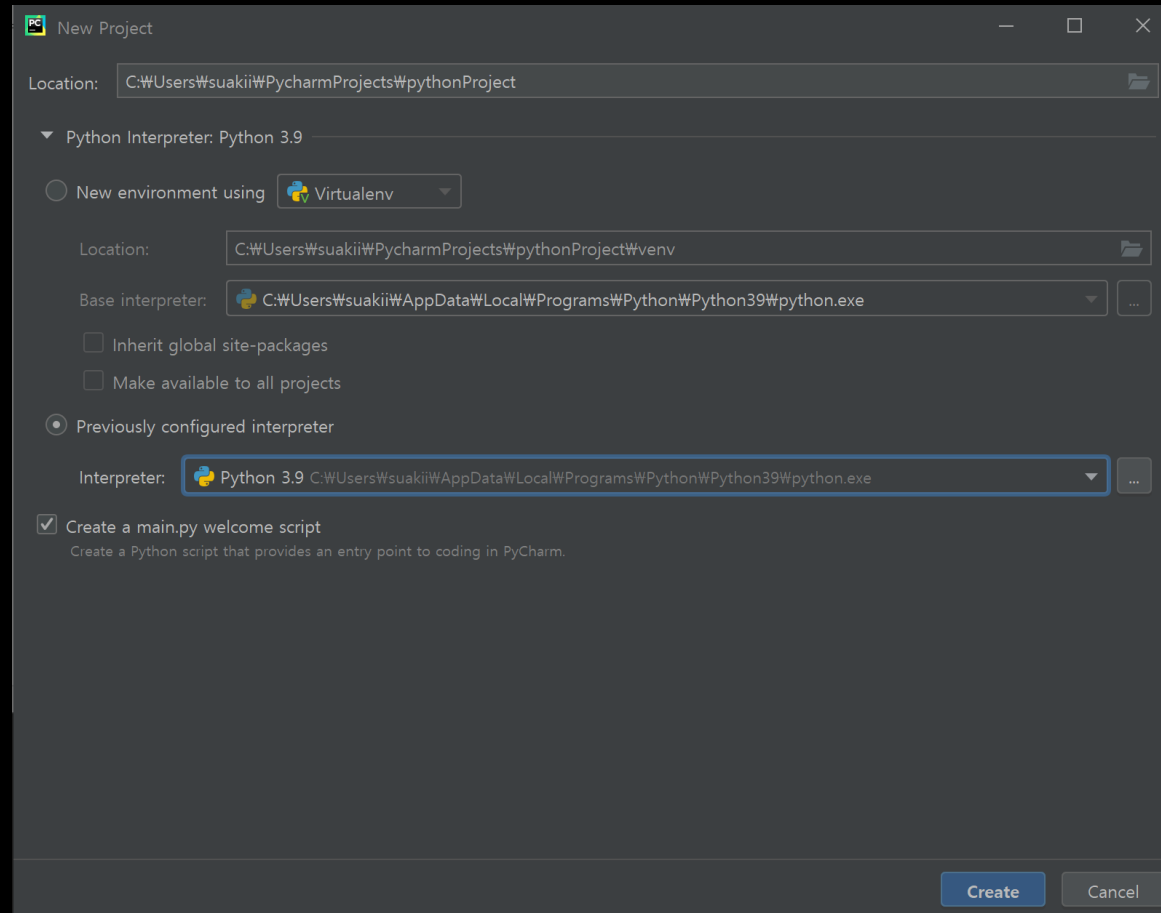 PC New Project
Location: C:₩Users₩suakii₩PycharmProjects₩pythonProject
Python Interpreter: Python 3.9
New environment using Virtualenv
Location: C:₩Users₩suakii₩PycharmProjects₩pythonProject₩venv
Base interpreter: C:₩Users₩suakii₩AppData₩Local₩Programs₩Python₩Python39₩python.exe ...
Inherit global site-packages
Make available to all projects
Previously configured interpreter
Interpreter: Python 3.9 C:₩Users₩suakii₩AppData₩Local₩Programs₩Python₩Python39₩python.exe ...
Create a main.py welcome script
Create a Python script that provides an entry point to coding in PyCharm.
Create Cancel